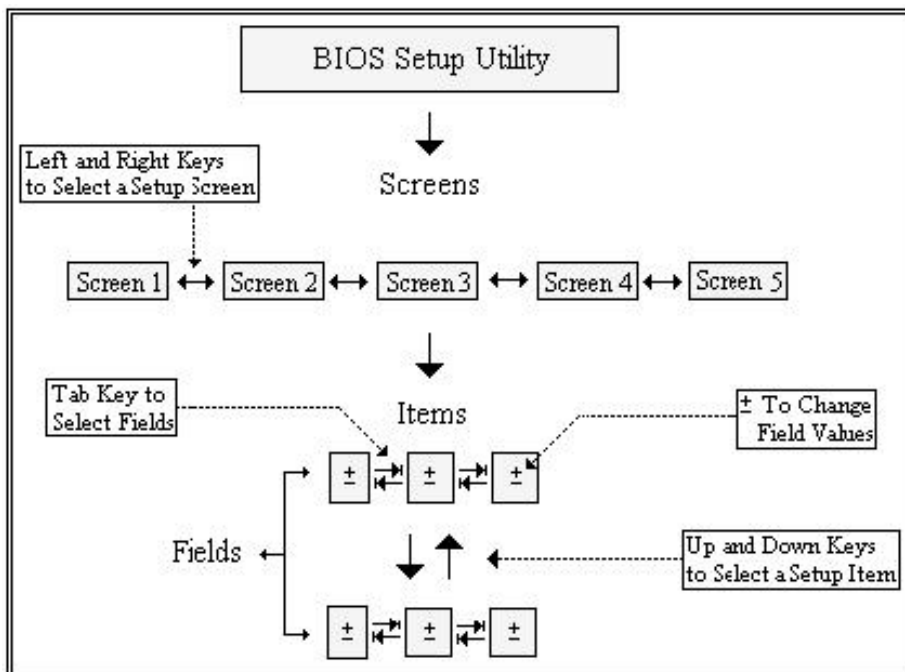 BIOS Setup Utility
Left and Right Keys
to Select a Setup Screen
Screens
Screen 1
Screen 2
Screen 3
Screen 4
Screen 5
Tab Key to
Select Fields
Items
± To Change
Field Values
± ± ±
Fields
Up and Down Keys
to Select a Setup Item
± ± ±